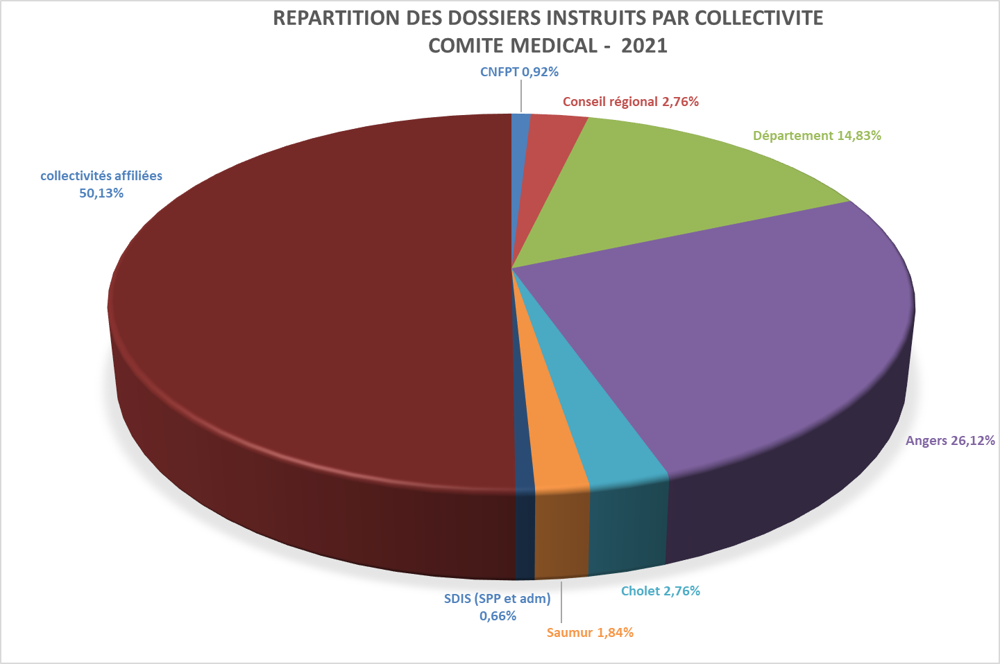 REPARTITION DES DOSSIERS INSTRUITS PAR COLLECTIVITE
COMITE MEDICAL - 2021
CNFPT 0,92%
Conseil régional 2,76%
Département 14,83%
collectivités affiliées
50,13%
Angers 26,12%
Cholet 2,76%
SDIS (SPP et adm)
0,66%
Saumur 1,84%